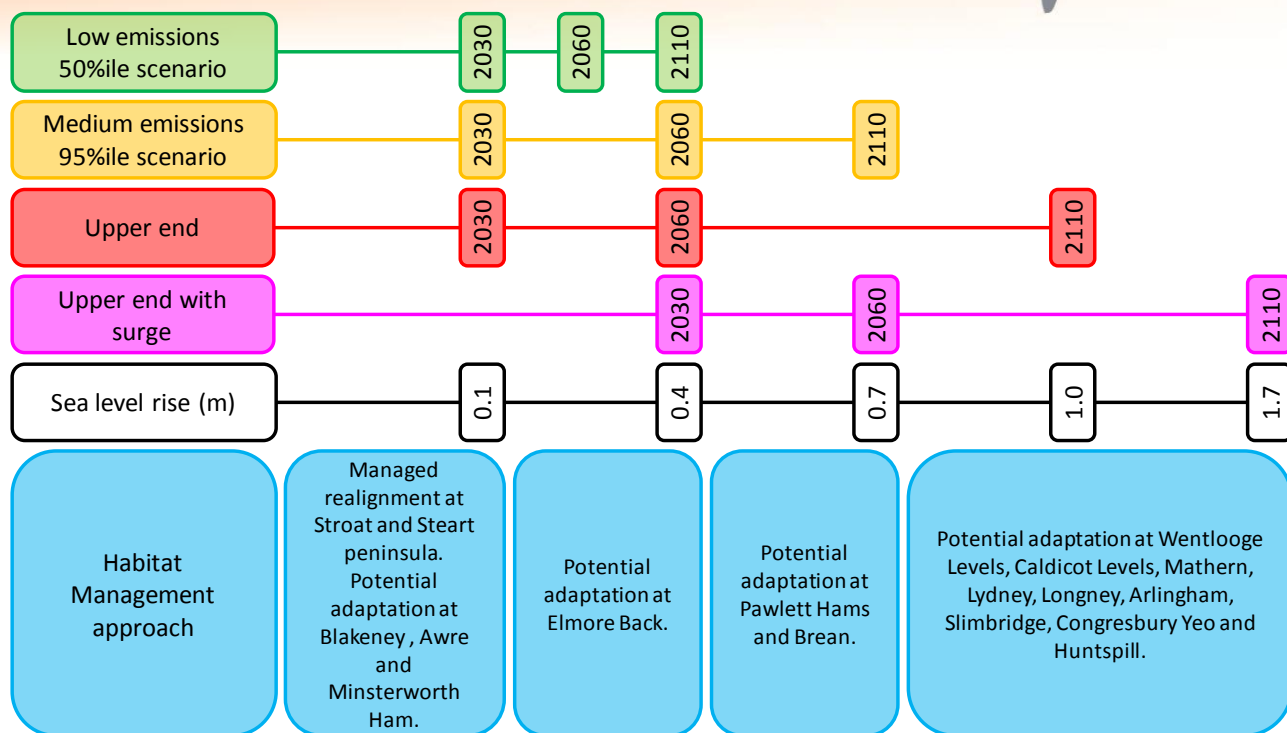 Low emissions
50%ile scenario
2030
2060
2110
Medium emissions
95%ile scenario
2030
2060
2110
Upper end
2030
2060
2110
Upper end with
surge
2030
2060
2110
Sea level rise (m)
0.1
0.4
0.7
1.0
1.7
Habitat
Management
approach
Managed
realignment at
Stroat and Steart
peninsula.
Potential
adaptation at
Blakeney , Awre
and
Minsterworth
Ham.
Potential
adaptation at
Elmore Back.
Potential
adaptation at
Pawlett Hams
and Brean.
Potential adaptation at Wentlooge
Levels, Caldicot Levels, Mathern,
Lydney, Longney, Arlingham,
Slimbridge, Congresbury Yeo and
Huntspill.